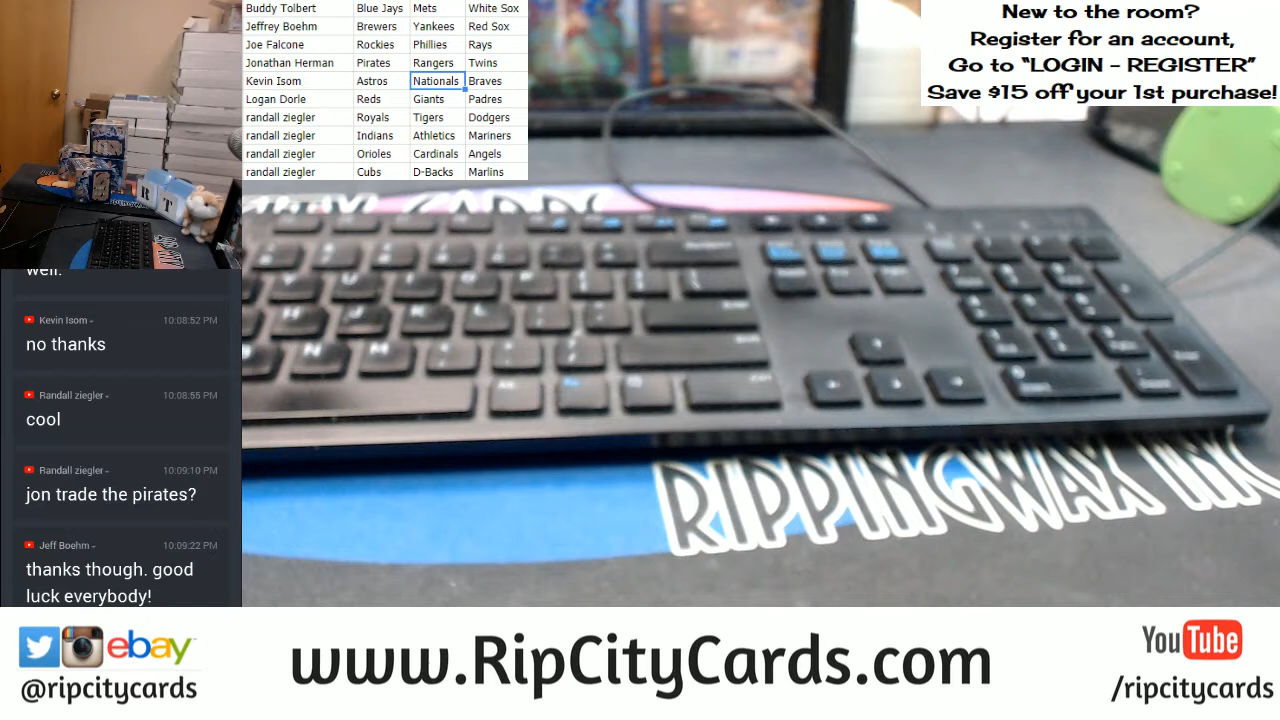 Buddy Tolbert Blue Jays Mets White Sox
Jeffrey Boehm Brewers Yankees Red Sox
Joe Falcone Rockies Phillies Rays
Jonathan Herman Pirates Rangers Twins
Kevin Isom Astros Nationals Braves
Logan Dorle Reds Giants Padres
randall ziegler Royals Tigers Dodgers
randall ziegler Indians Athletics Mariners
randall ziegler Orioles Cardinals Angels
randall ziegler Cubs D-Backs Marlins
New to the room?
Register for an account,
Go to “LOGIN - REGISTER”
Save $15 off your 1st purchase!
R T
well.
Kevin Isom 10:08:52 PM
no thanks
Randall ziegler 10:08:55 PM
cool
Randall ziegler 10:09:10 PM
jon trade the pirates?
Jeff Boehm 10:09:22 PM
thanks though. good
luck everybody!
RIPPINGWAX INC
ebay
@ripcitycards
www.RipCityCards.com
YouTube
/ripcitycards